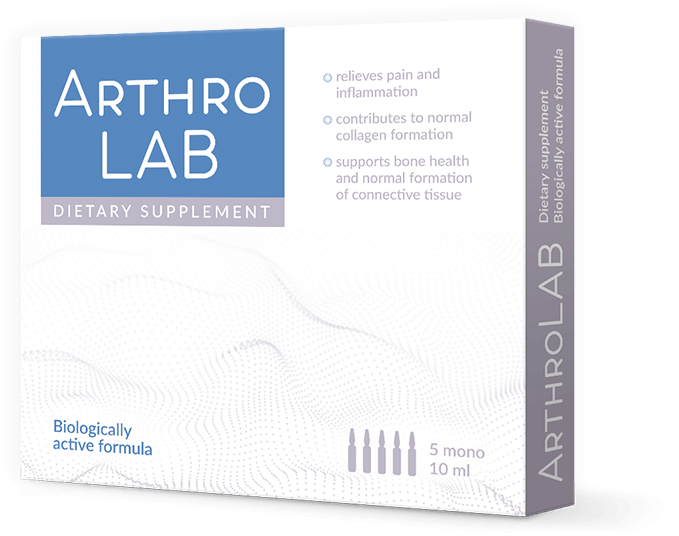 ARTHRO
LAB
DIETARY SUPPLEMENT
relieves pain and
inflammation
contributes to normal
collagen formation
supports bone health
and normal formation
of connective tissue
Biologically
active formula
5 mono
10 ml
ARTHROLAB
Dietary supplement
Biologically active formula